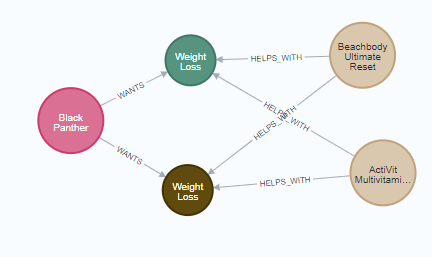 Weight
Loss
Beachbody
Ultimate
Reset
HELPS_WITH
WANTS
Black
Panther
HELPS_WITH
HELPS_WITH
WANTS
Weight
Loss
HELPS_WITH
ActiVit
Multivitami...